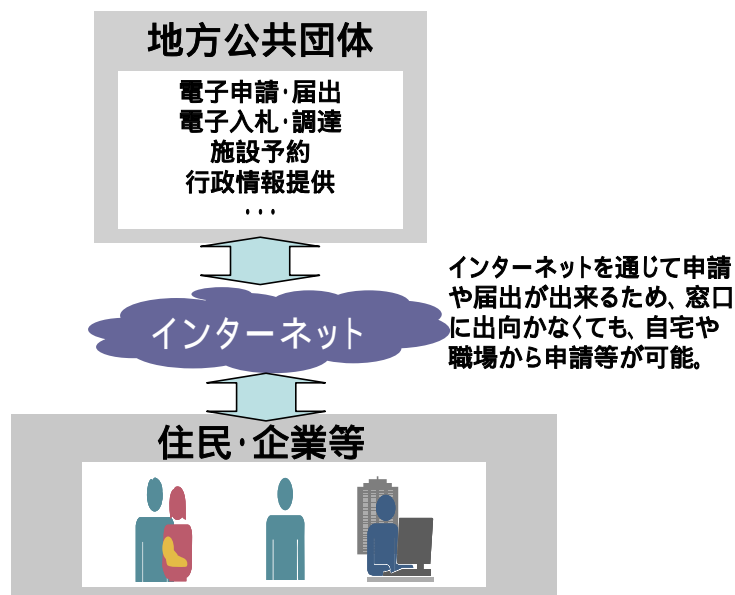 地方公共団体
電子申請・届出
電子入札・調達
施設予約
行政情報提供
・・・
インターネットを通じて申請
や届出が出来るため、窓口
に出向かなくても、自宅や
職場から申請等が可能。
インターネット
住民・企業等